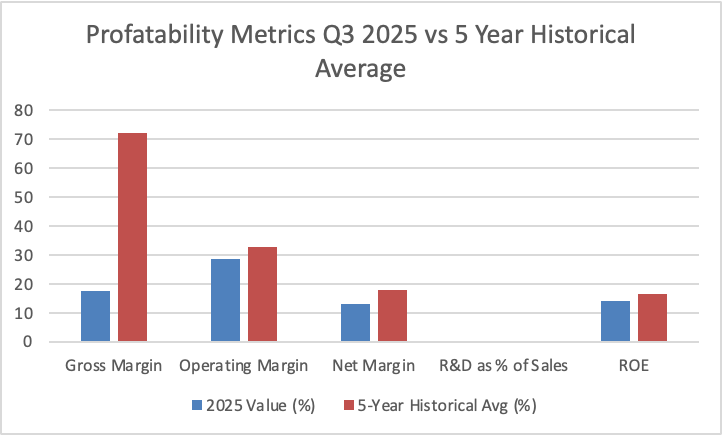 Profatability Metrics Q3 2025 vs 5 Year Historical
Average
80
70
60
50
40
30
20
10
0
Gross Margin Operating Margin Net Margin R&D as % of Sales ROE
2025 Value (%) 5-Year Historical Avg (%)